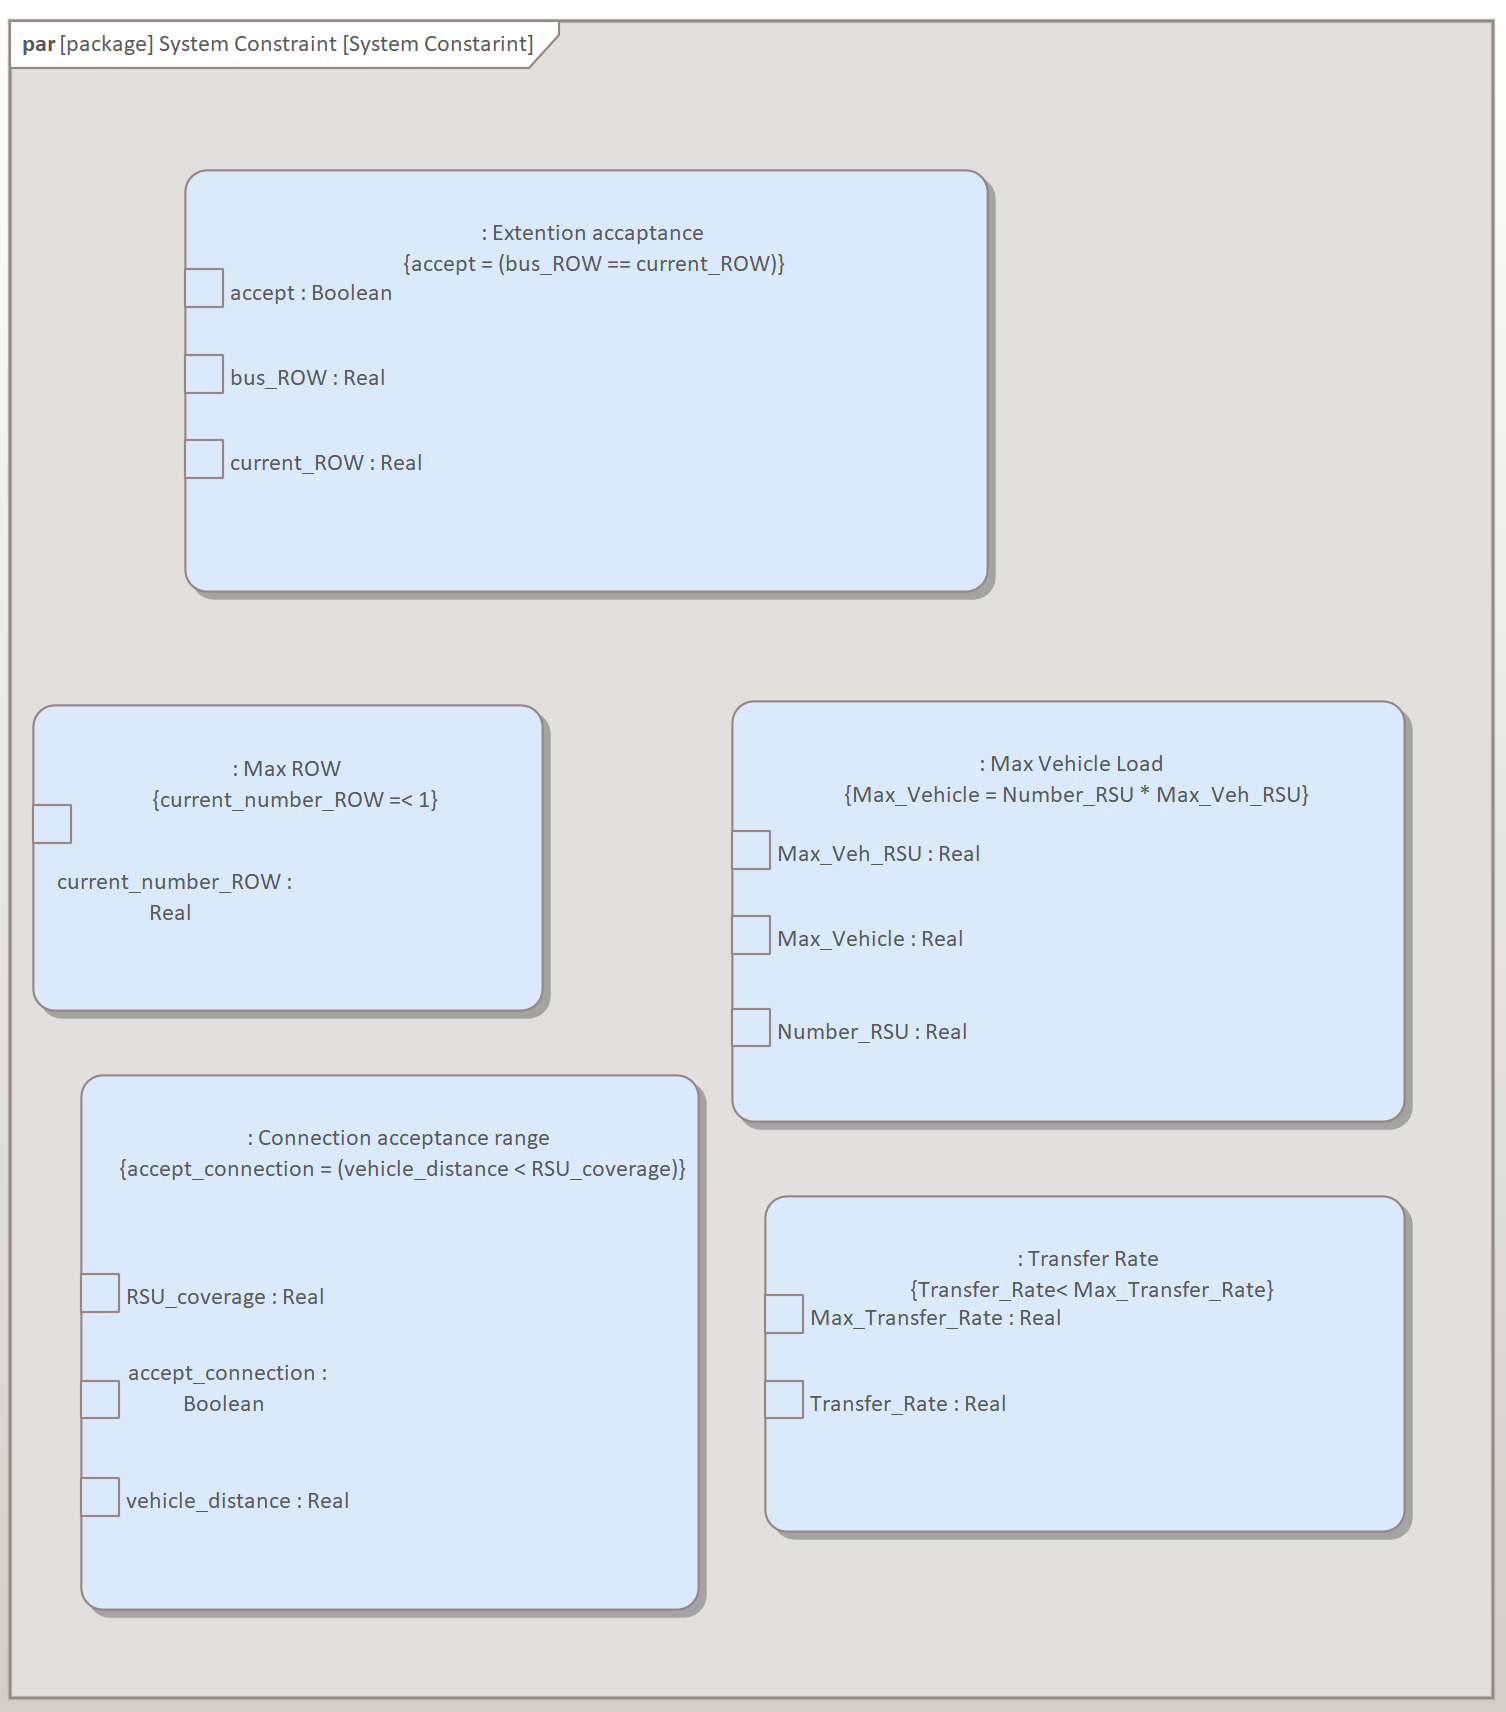 par [package] System Constraint [System Constarint]
: Extention accaptance
{accept = (bus_ROW == current_ROW)}
accept : Boolean
bus_ROW : Real
current_ROW : Real
: Max ROW
{current_number_ROW =< 1}
current_number_ROW :
Real
: Max Vehicle Load
{Max_Vehicle = Number_RSU * Max_Veh_RSU}
Max_Veh_RSU : Real
Max_Vehicle : Real
Number_RSU : Real
: Connection acceptance range
{accept_connection = (vehicle_distance < RSU_coverage)}
RSU_coverage : Real
accept_connection :
Boolean
vehicle_distance : Real
: Transfer Rate
{Transfer_Rate< Max_Transfer_Rate}
Max_Transfer_Rate : Real
Transfer_Rate : Real